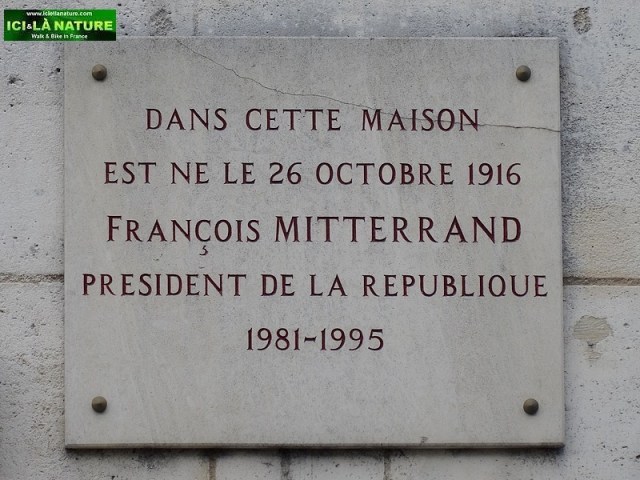 www.icietlanature.com
ICI&LÀ NATURE
Walk & Bike in France
DANS CETTE MAISON
EST NE LE 26 OCTOBRE 1916
FRANÇOIS MITTERRAND
PRESIDENT DE LA REPUBLIQUE
1981-1995